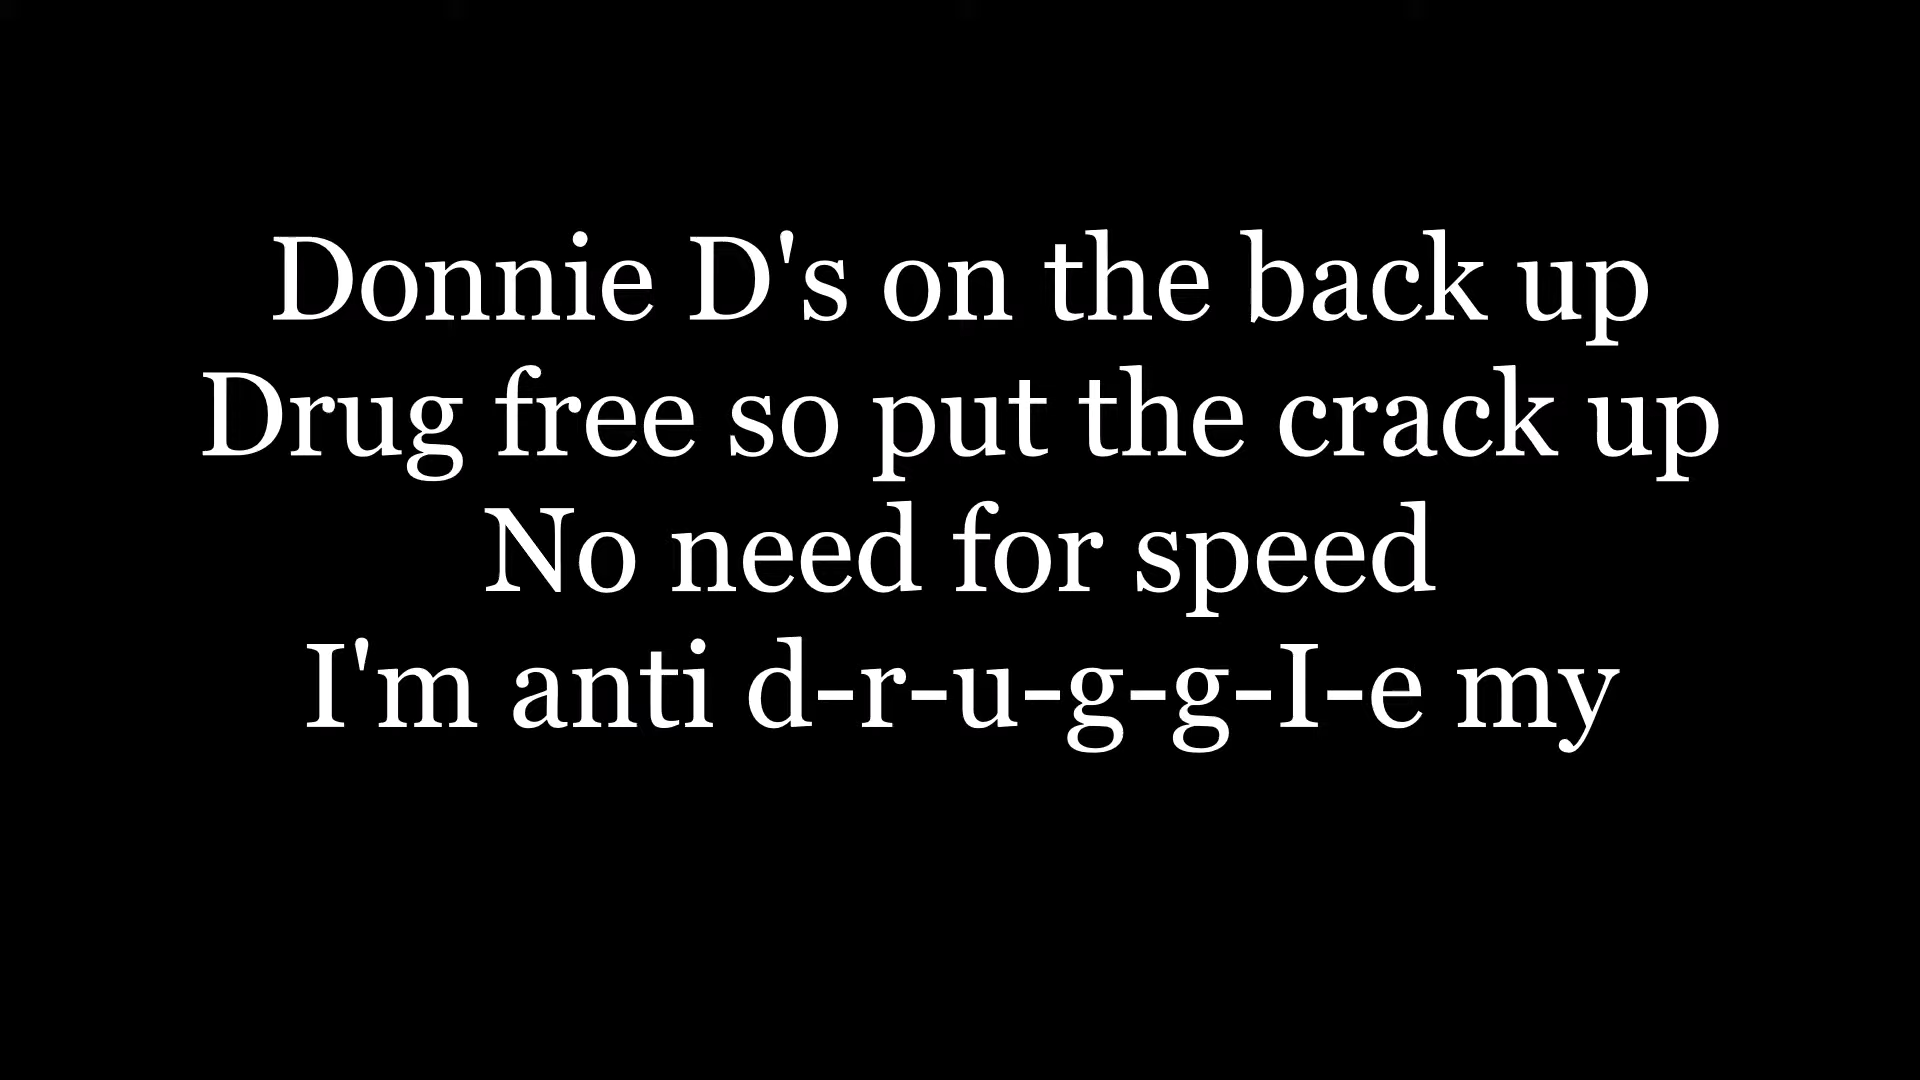 Donnie D's on the back up
Drug free so put the crack up
No need for speed
I'm anti d-r-u-g-g-I-e my